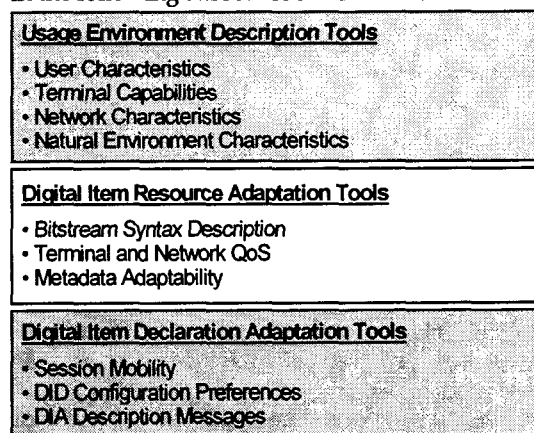 Usage Environment Description Tools
• User Characteristics
• Terminal Capabilities
• Network Characteristics
• Natural Environment Characteristics
Digital Item Resource Adaptation Tools
• Bitstream Syntax Description
• Terminal and Network QoS
• Metadata Adaptability
Digital Item Declaration Adaptation Tools
• Session Mobility
• DID Configuration Preferences
• DIA Description Messages